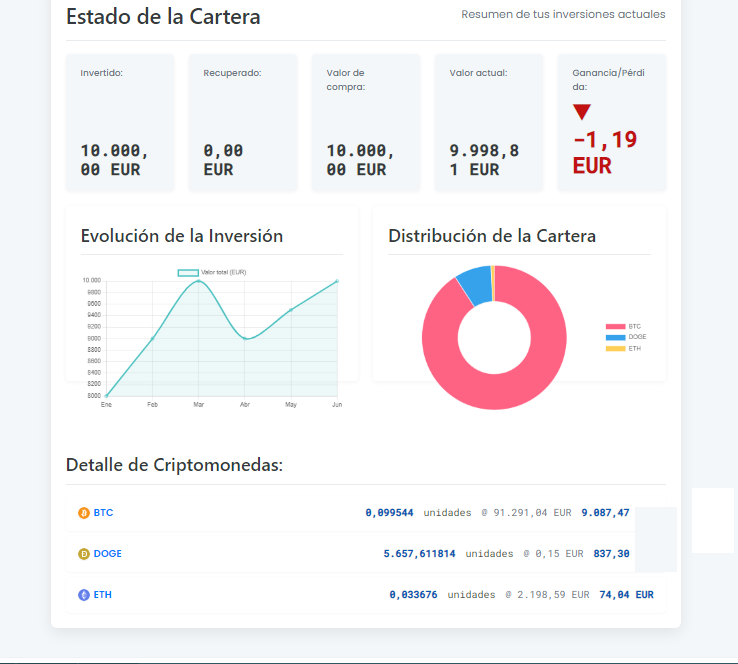 Estado de la Cartera
Resumen de tus inversiones actuales
Invertido:
10.000,
00 EUR
Recuperado:
0,00
EUR
Valor de
compra:
10.000,
00 EUR
Valor actual:
9.998,8
1 EUR
Ganancia/Pérdi
da:
▼
-1,19
EUR
Evolución de la Inversión
Valor total (EUR)
10.000
9800
9600
9400
9200
9000
8800
8600
8400
8200
8000
Ene Feb Mar Abr May Jun
Distribución de la Cartera
BTC
DOGE
ETH
Detalle de Criptomonedas:
BTC 0,099544 unidades @ 91.291,04 EUR 9.087,47
DOGE 5.657,611814 unidades @ 0,15 EUR 837,30
ETH 0,033676 unidades @ 2.198,59 EUR 74,04 EUR